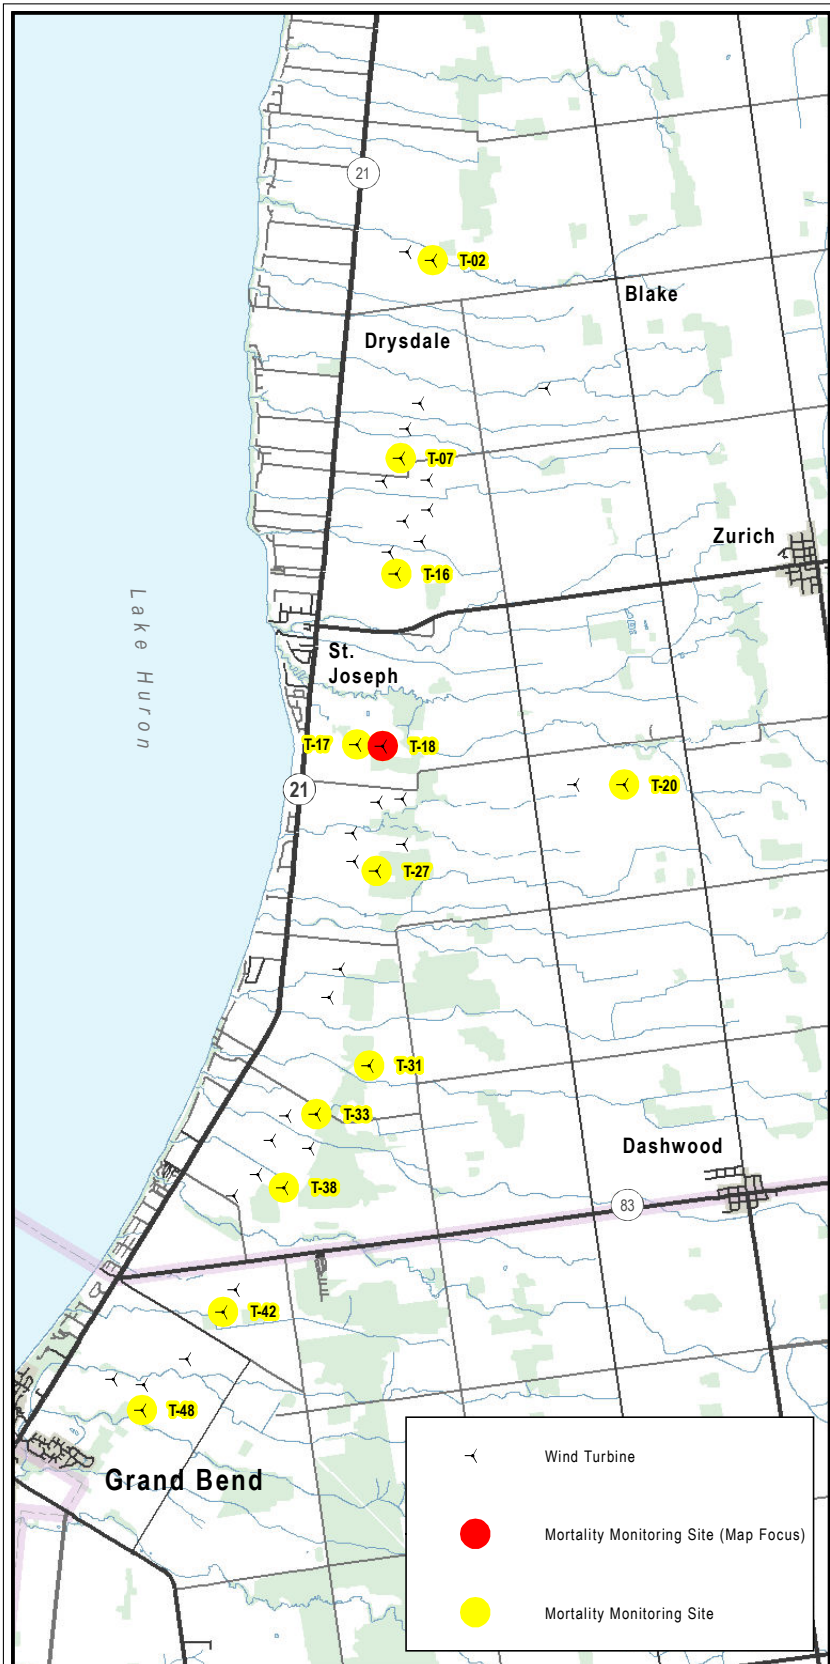 21
T-02
Blake
Drysdale
T-07
Zurich
T-16
Lake Huron
St.
Joseph
T-17
T-18
T-20
21
T-27
T-31
T-33
Dashwood
T-38
83
T-42
T-48
Grand Bend
Wind Turbine
Mortality Monitoring Site (Map Focus)
Mortality Monitoring Site